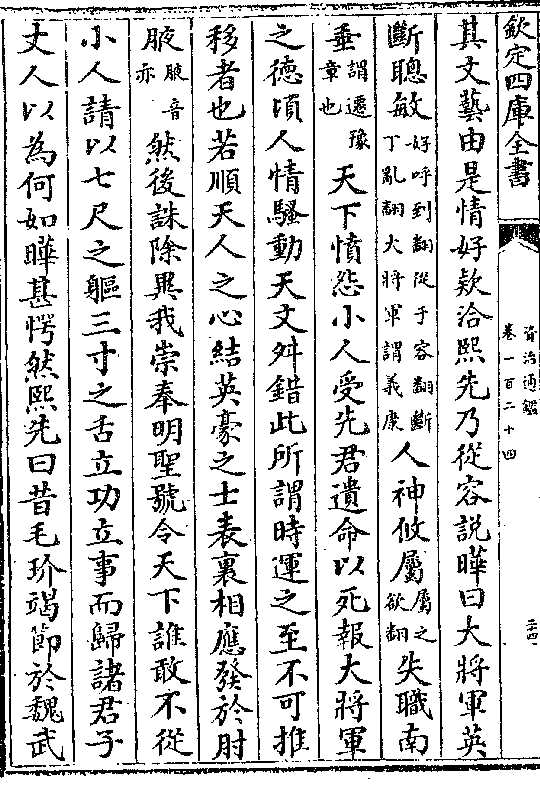 欽定四庫全書
資治通鑑
卷一百二十四
二十四
其文藝由是情好欵洽熙先乃從容説曄曰大將軍英
斷聰敏好呼到翻從于容翻斷丁亂翻大將軍謂義康人神攸屬屬之欲翻失職南
垂謂遷豫章也天下憤怨小人受先君遺命以死報大將軍
之德頃人情騷動天文舛錯此所謂時運之至不可推
移者也若順天人之心結英豪之士表裏相應發於肘
腋腋音亦然後誅除異我崇奉明聖號令天下誰敢不從
小人請以七尺之軀三寸之舌立功立事而歸諸君子
丈人以為何如曄甚愕然熙先曰昔毛玠竭節於魏武